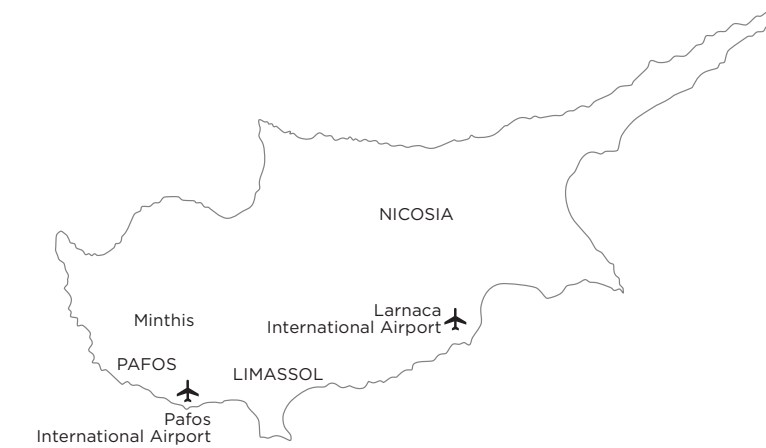 NICOSIA
Minthis
Larnaca
International Airport
PAFOS
LIMASSOL
Pafos
International Airport